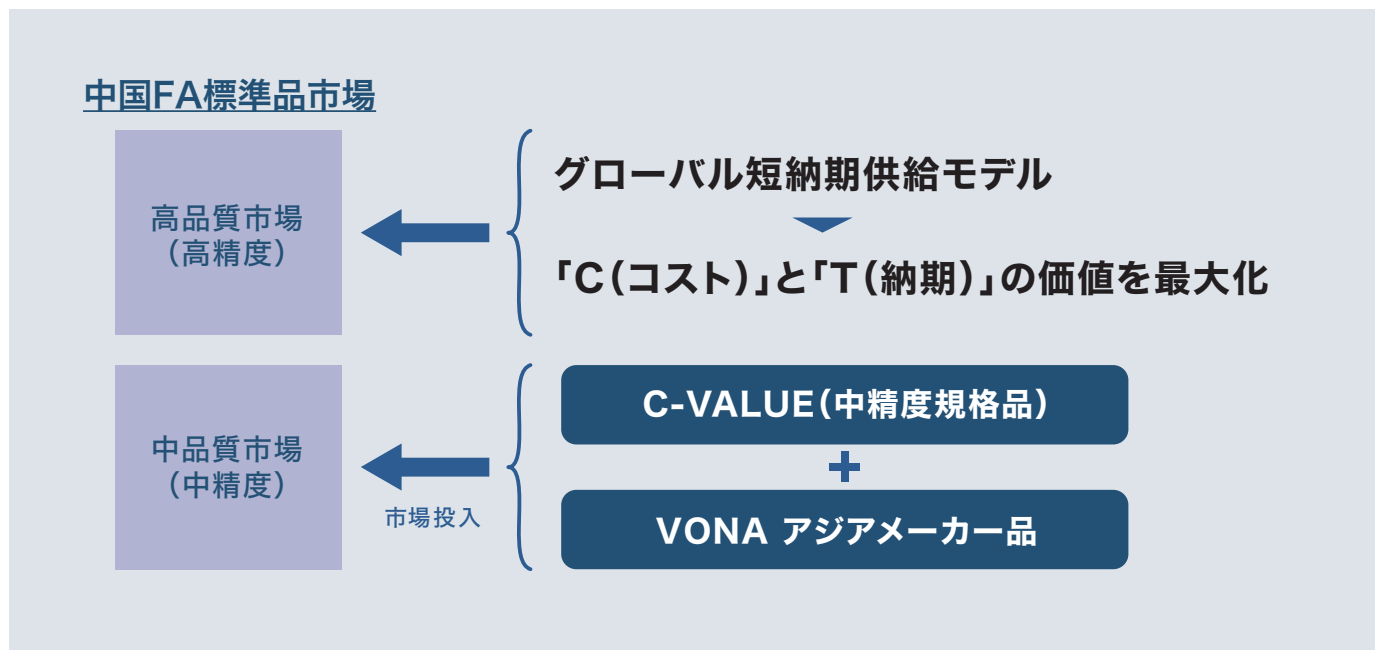 中国FA標準品市場
高品質市場
（高精度）
グローバル短納期供給モデル
「C（コスト）」と「T（納期）」の価値を最大化
中品質市場
（中精度）
市場投入
C-VALUE（中精度規格品）
+
VONA アジアメーカー品